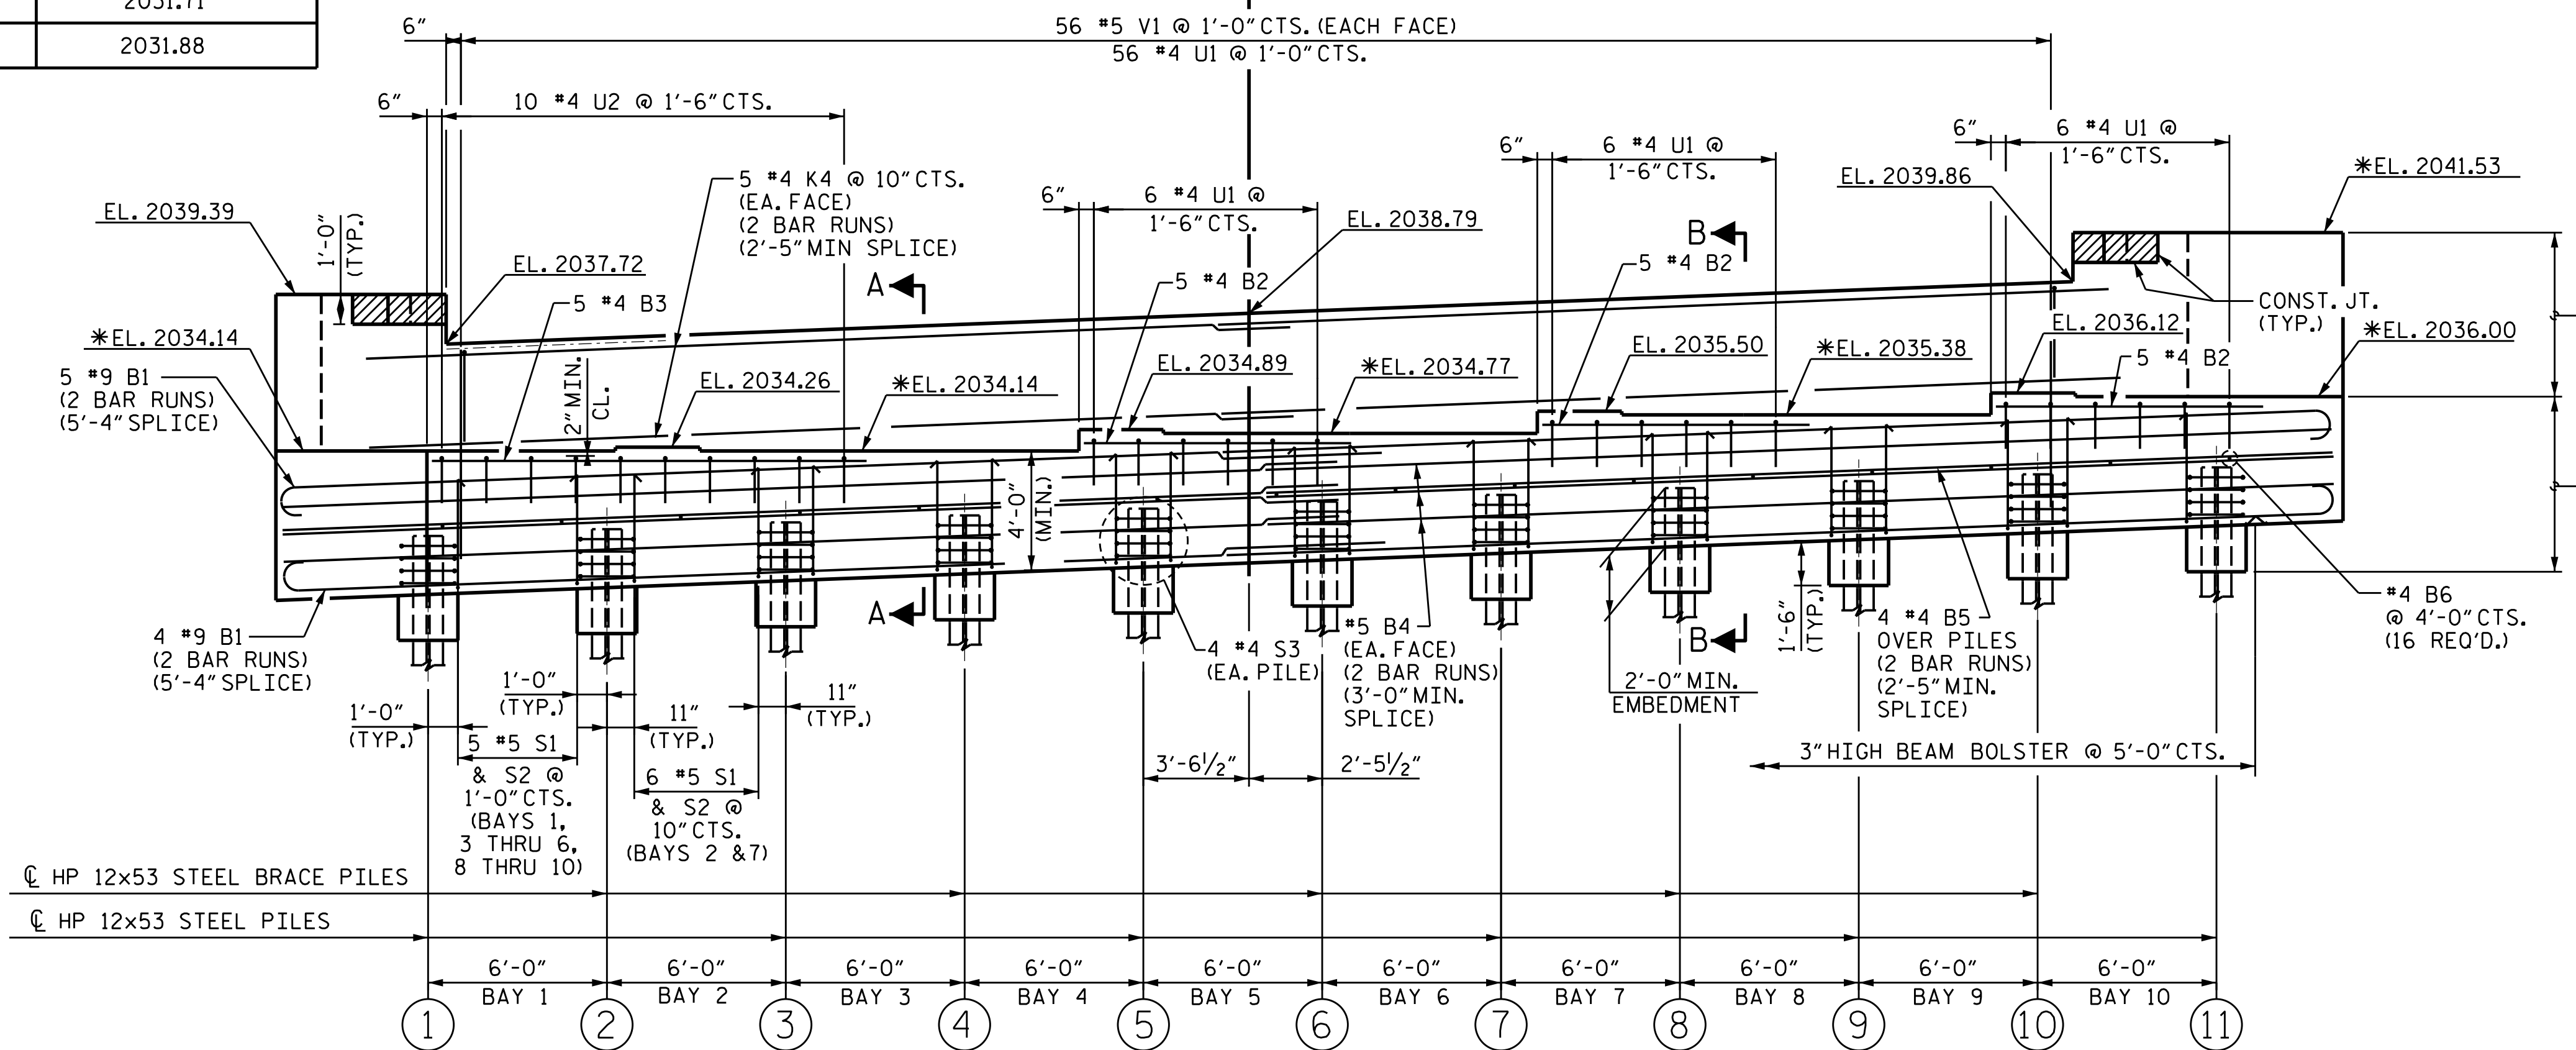 2031.71
2031.88
6"
56 #5 V1 @ 1'-0" CTS. (EACH FACE)
56 #4 U1 @ 1'-0" CTS.
6"
10 #4 U2 @ 1'-6" CTS.
5 #4 K4 @ 10" CTS.
(EA. FACE)
(2 BAR RUNS)
(2'-5" MIN SPLICE)
6"
6 #4 U1 @
1'-6" CTS.
6"
6 #4 U1 @
1'-6" CTS.
6"
6 #4 U1 @
1'-6" CTS.
EL. 2039.39
1'-0"
(TYP.)
EL. 2037.72
5 #4 B3
A
5 #4 B2
EL. 2038.79
B
5 #4 B2
EL. 2039.86
*EL. 2041.53
CONST. JT.
(TYP.)
*EL. 2034.14
5 #9 B1
(2 BAR RUNS)
(5'-4" SPLICE)
2" MIN.
CL.
EL. 2034.26
*EL. 2034.14
EL. 2034.89
*EL. 2034.77
EL. 2035.50
*EL. 2035.38
EL. 2036.12
5 #4 B2
*EL. 2036.00
4'-0"
(MIN.)
4 #9 B1
(2 BAR RUNS)
(5'-4" SPLICE)
A
4 #4 S3
(EA. PILE)
#5 B4
(EA. FACE)
(2 BAR RUNS)
(3'-0" MIN.
SPLICE)
B
2'-0" MIN.
EMBEDMENT
1'-6"
(TYP.)
4 #4 B5
OVER PILES
(2 BAR RUNS)
(2'-5" MIN.
SPLICE)
#4 B6
@ 4'-0" CTS.
(16 REQ'D.)
1'-0"
(TYP.)
1'-0"
(TYP.)
11"
(TYP.)
11"
(TYP.)
5 #5 S1
& S2 @
1'-0" CTS.
(BAYS 1,
3 THRU 6,
8 THRU 10)
6 #5 S1
& S2 @
10" CTS.
(BAYS 2 &7)
3'-6 1/2"
2'-5 1/2"
3" HIGH BEAM BOLSTER @ 5'-0" CTS.
℄ HP 12x53 STEEL BRACE PILES
℄ HP 12x53 STEEL PILES
6'-0" 6'-0" 6'-0" 6'-0" 6'-0" 6'-0" 6'-0" 6'-0" 6'-0" 6'-0"
BAY 1 BAY 2 BAY 3 BAY 4 BAY 5 BAY 6 BAY 7 BAY 8 BAY 9 BAY 10
1 2 3 4 5 6 7 8 9 10 11